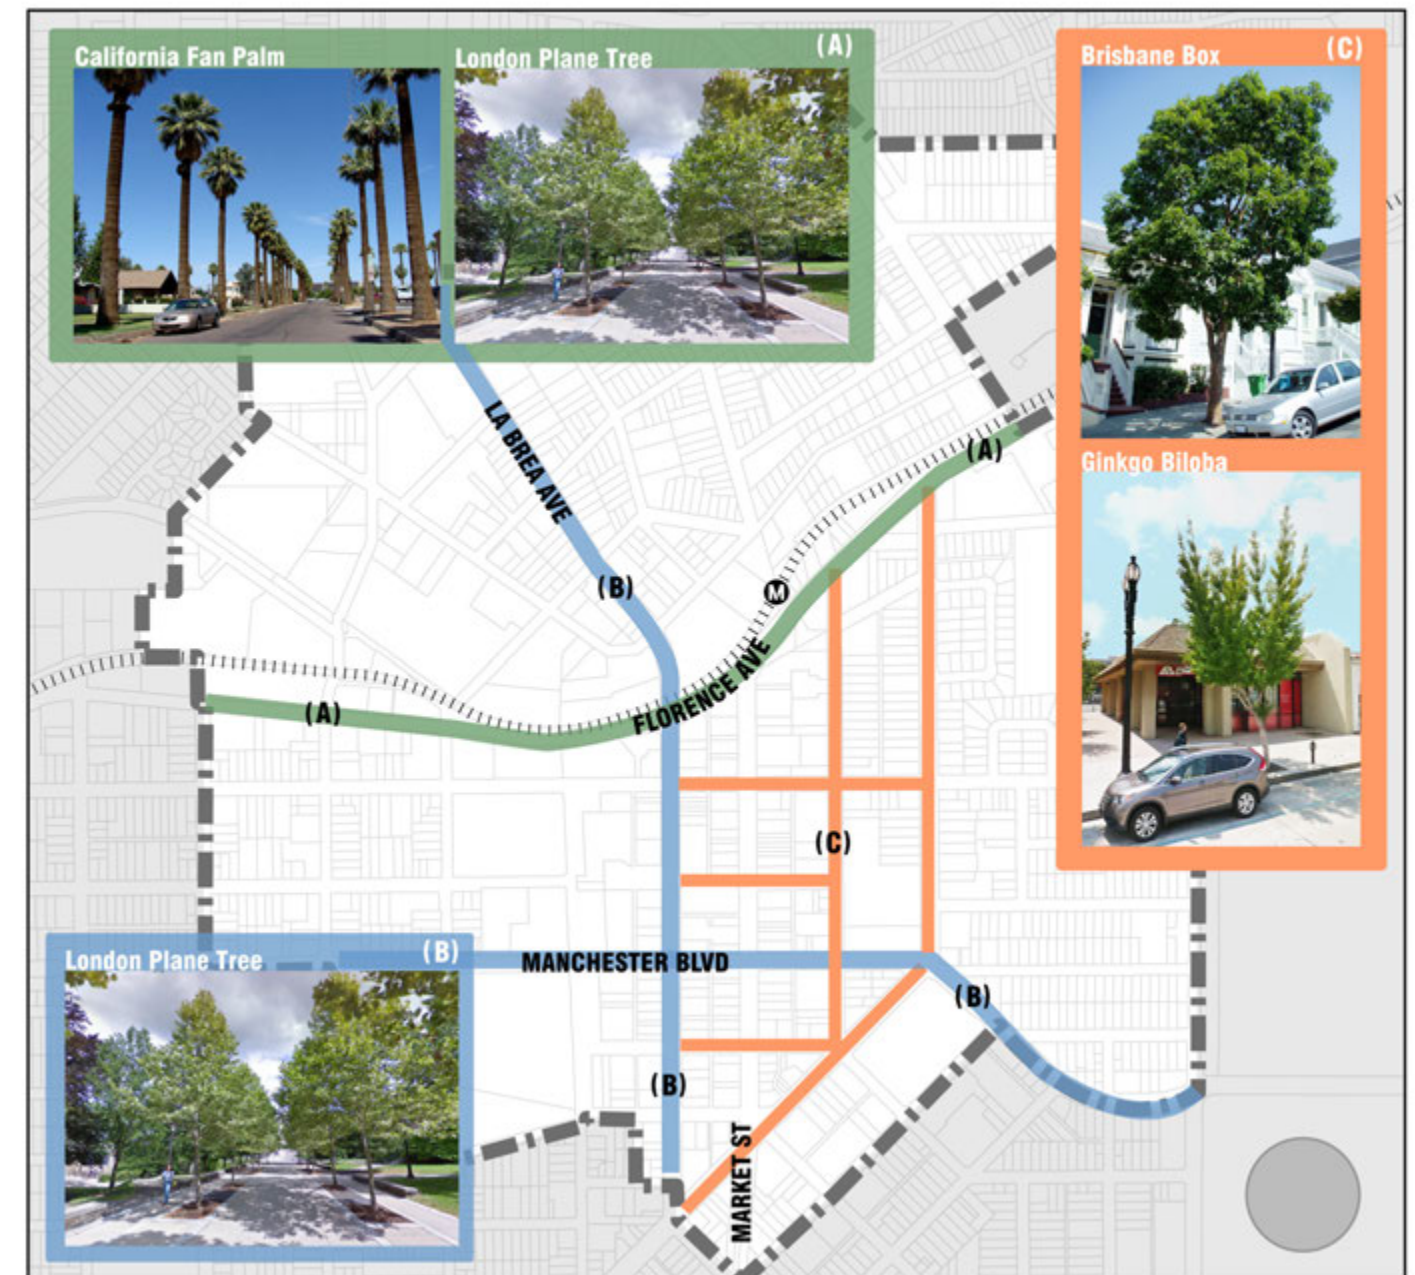 California Fan Palm
London Plane Tree
(A)
Brisbane Box
(C)
LA BREA AVE
(A)
Ginkgo Biloba
(B)
M
FLORENCE AVE
(A)
(C)
London Plane Tree
(B)
MANCHESTER BLVD
(B)
(B)
MARKET ST